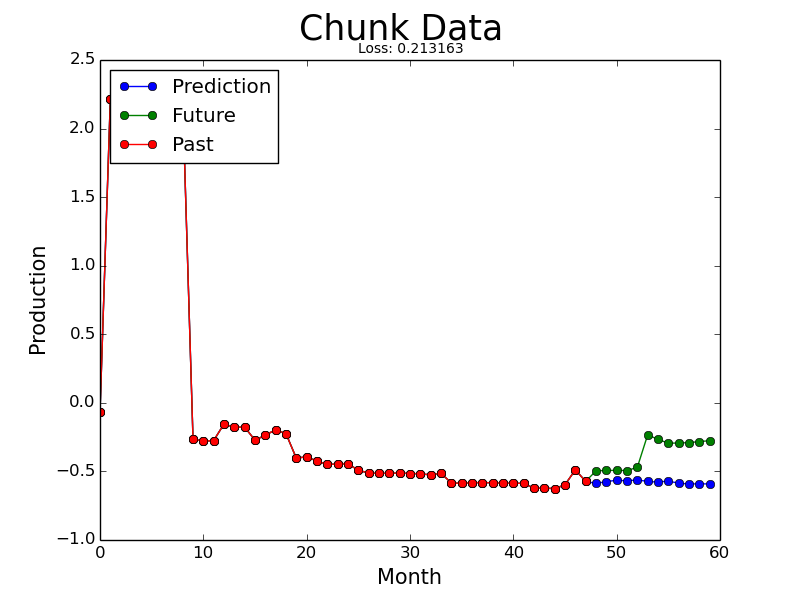 Chunk Data
Loss: 0.213163
Prediction
Future
Past
Production
2.5
2.0
1.5
1.0
0.5
0.0
−0.5
−1.0
0 10 20 30 40 50 60
Month